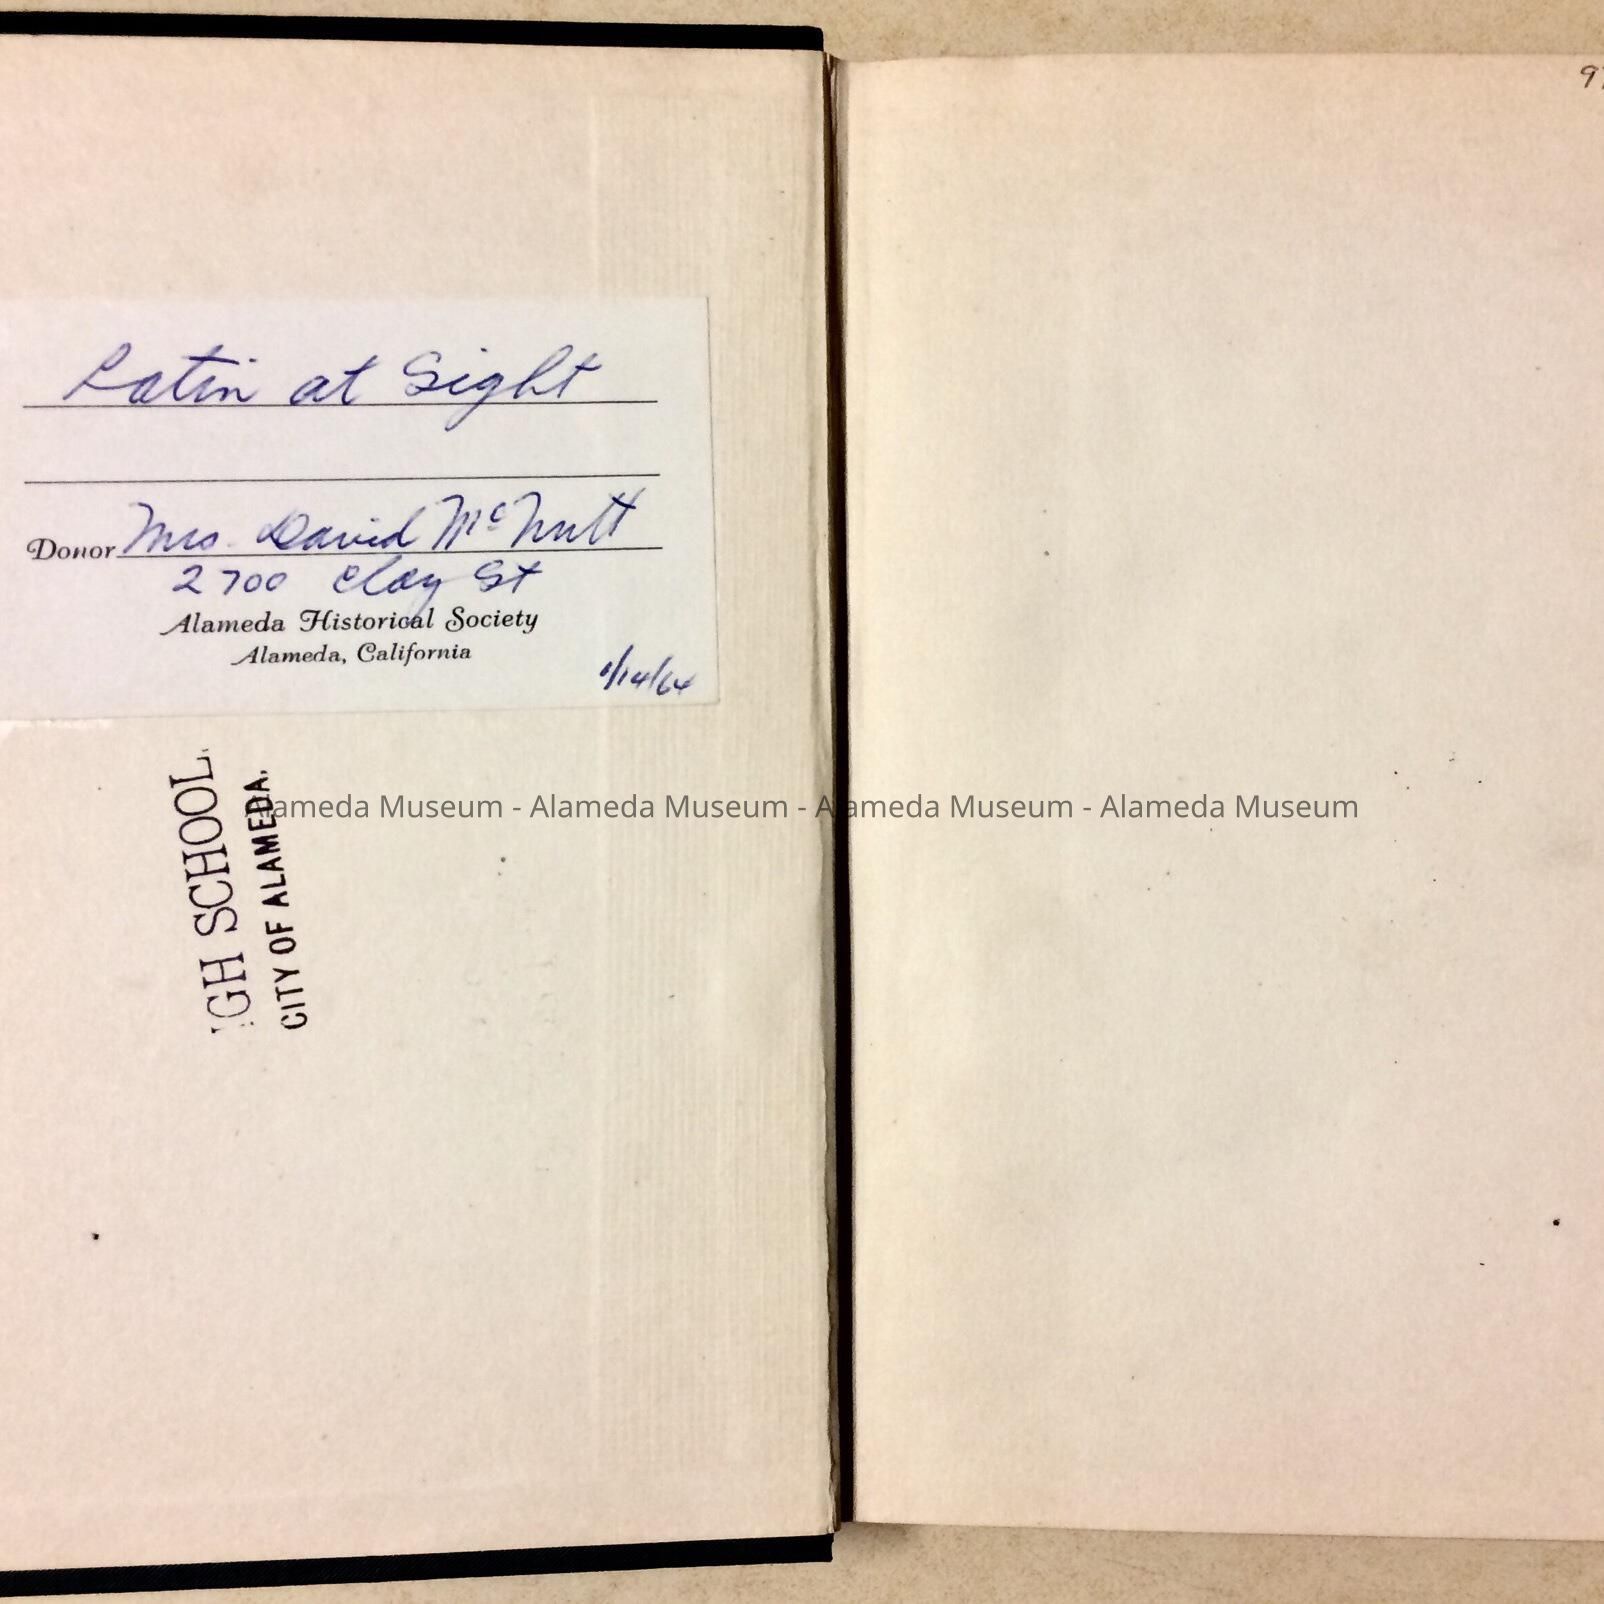 Latin at Sight
Donor Mrs. David McNutt
2700 Clay St
Alameda Historical Society
Alameda, California
1/14/64
GH SCHOOL.
CITY OF ALAMEDA.
Alameda Museum - Alameda Museum - Alameda Museum - Alameda Museum